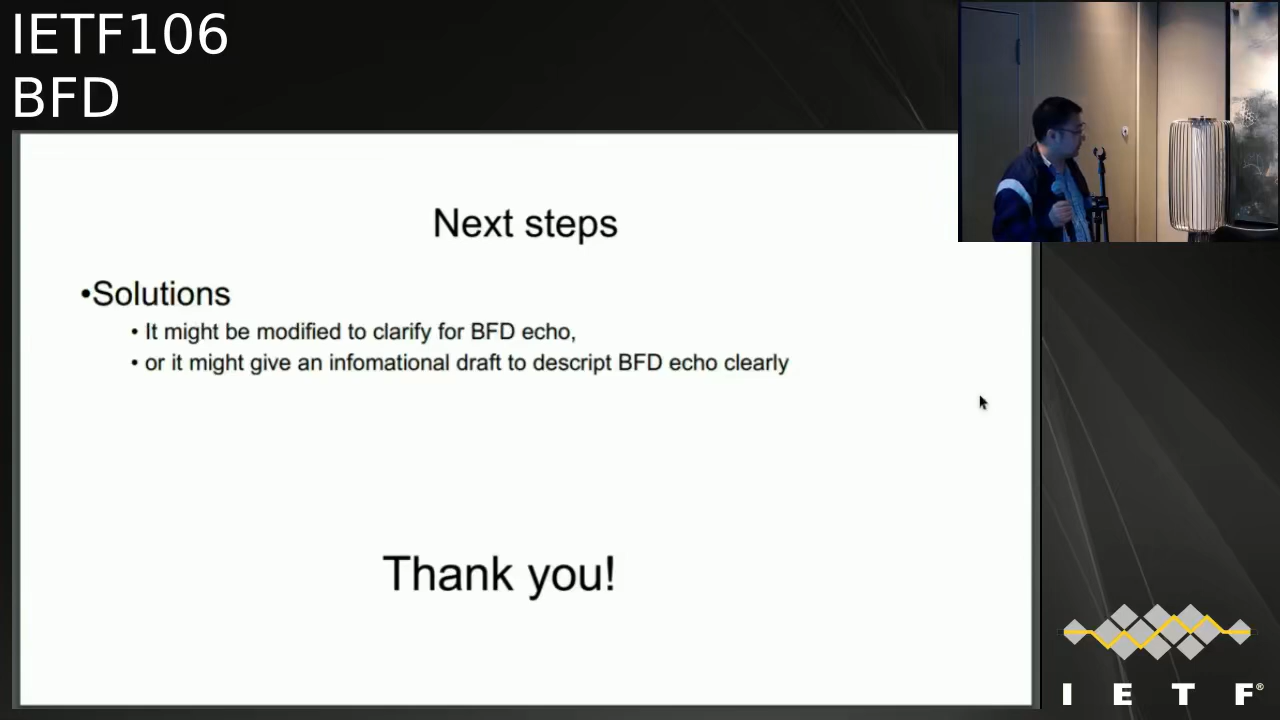 IETF106
BFD
Next steps
•Solutions
• It might be modified to clarify for BFD echo,
• or it might give an infomational draft to descript BFD echo clearly
Thank you!
I E T F®